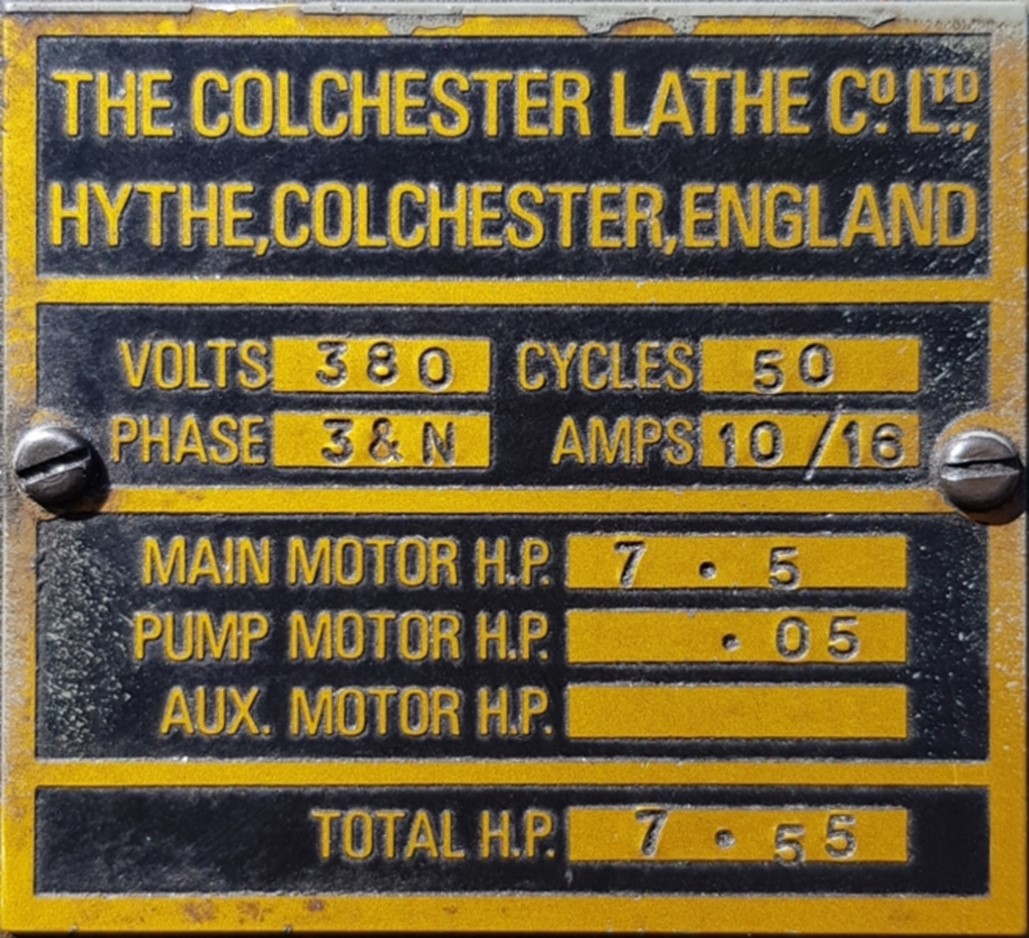 THE COLCHESTER LATHE Cº. LTD.,
HYTHE, COLCHESTER, ENGLAND
VOLTS 380 CYCLES 50
PHASE 3&N AMPS 10/16
MAIN MOTOR H.P. 7.5
PUMP MOTOR H.P. .05
AUX. MOTOR H.P.
TOTAL H.P. 7.55